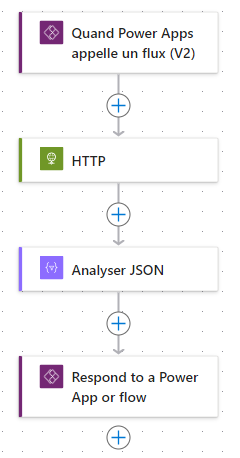 Quand Power Apps
appelle un flux (V2)
HTTP
Analyser JSON
Respond to a Power
App or flow